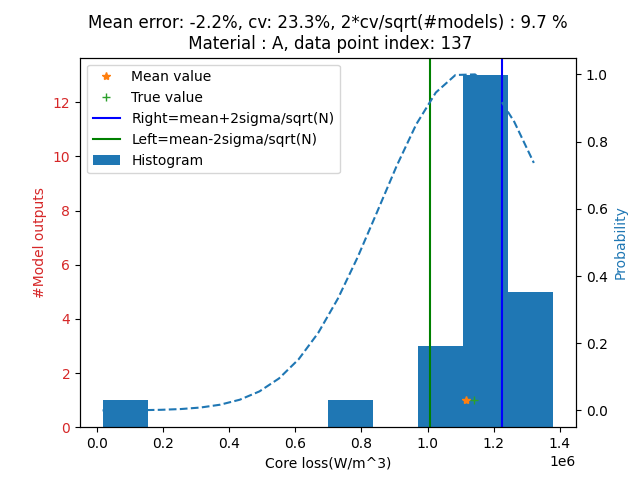 Mean error: -2.2%, cv: 23.3%, 2*cv/sqrt(#models) : 9.7 %
Material : A, data point index: 137
Mean value
True value
Right=mean+2sigma/sqrt(N)
Left=mean-2sigma/sqrt(N)
Histogram
#Model outputs
12
10
8
6
4
2
0
1.0
0.8
0.6
0.4
0.2
0.0
Probability
0.0 0.2 0.4 0.6 0.8 1.0 1.2 1.4
1e6
Core loss(W/m^3)